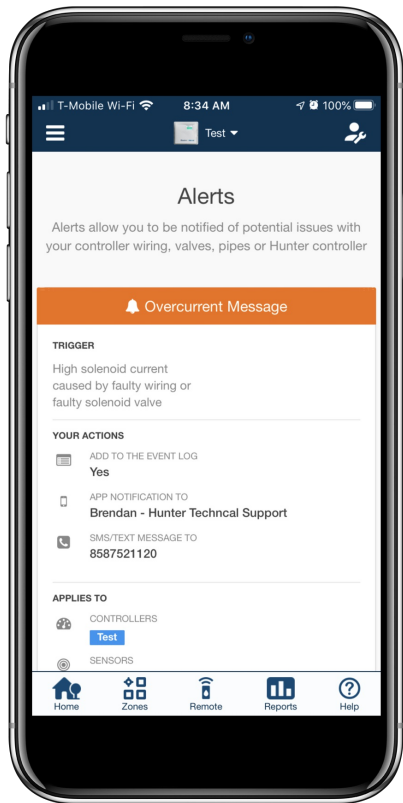 T-Mobile Wi-Fi 8:34 AM 100%
Test
Alerts
Alerts allow you to be notified of potential issues with
your controller wiring, valves, pipes or Hunter controller
Overcurrent Message
TRIGGER
High solenoid current
caused by faulty wiring or
faulty solenoid valve
YOUR ACTIONS
ADD TO THE EVENT LOG
Yes
APP NOTIFICATION TO
Brendan - Hunter Techncal Support
SMS/TEXT MESSAGE TO
8587521120
APPLIES TO
CONTROLLERS
Test
SENSORS
Home Zones Remote Reports Help